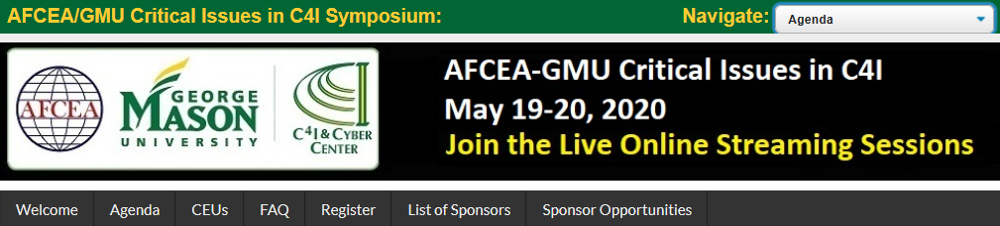 AFCEA/GMU Critical Issues in C4I Symposium: Navigate: Agenda
AFCEA
GEORGE
MASON
UNIVERSITY
C⁴I & CYBER
CENTER
AFCEA-GMU Critical Issues in C4I
May 19-20, 2020
Join the Live Online Streaming Sessions
Welcome Agenda CEUs FAQ Register List of Sponsors Sponsor Opportunities